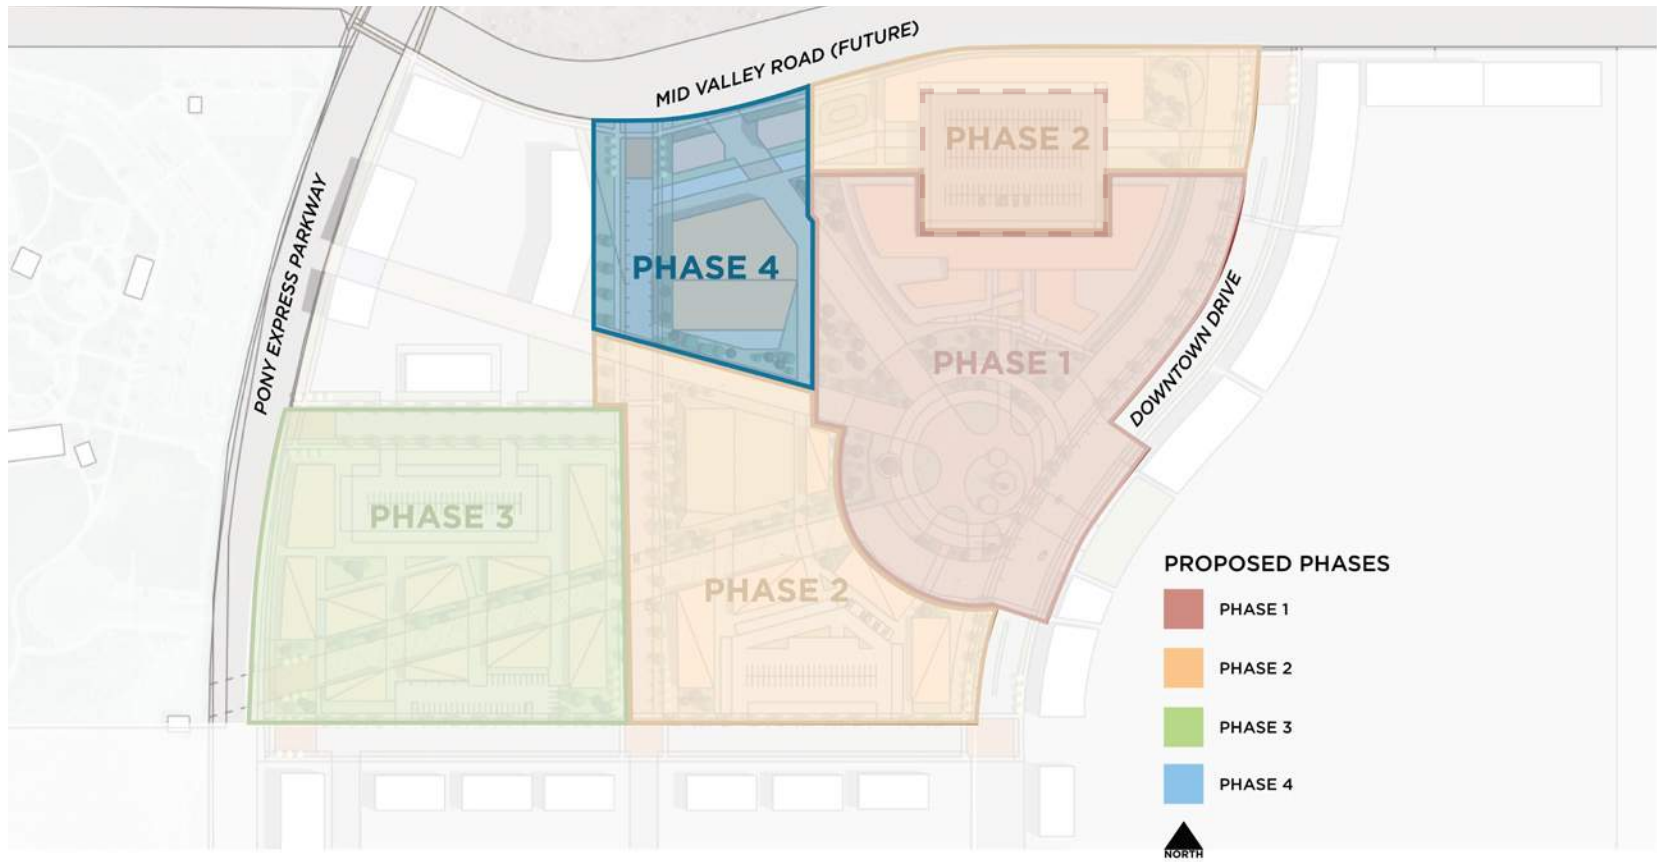 MID VALLEY ROAD (FUTURE)
PHASE 2
PONY EXPRESS PARKWAY
PHASE 4
DOWNTOWN DRIVE
PHASE 1
PHASE 3
PHASE 2
PROPOSED PHASES
PHASE 1
PHASE 2
PHASE 3
PHASE 4
NORTH